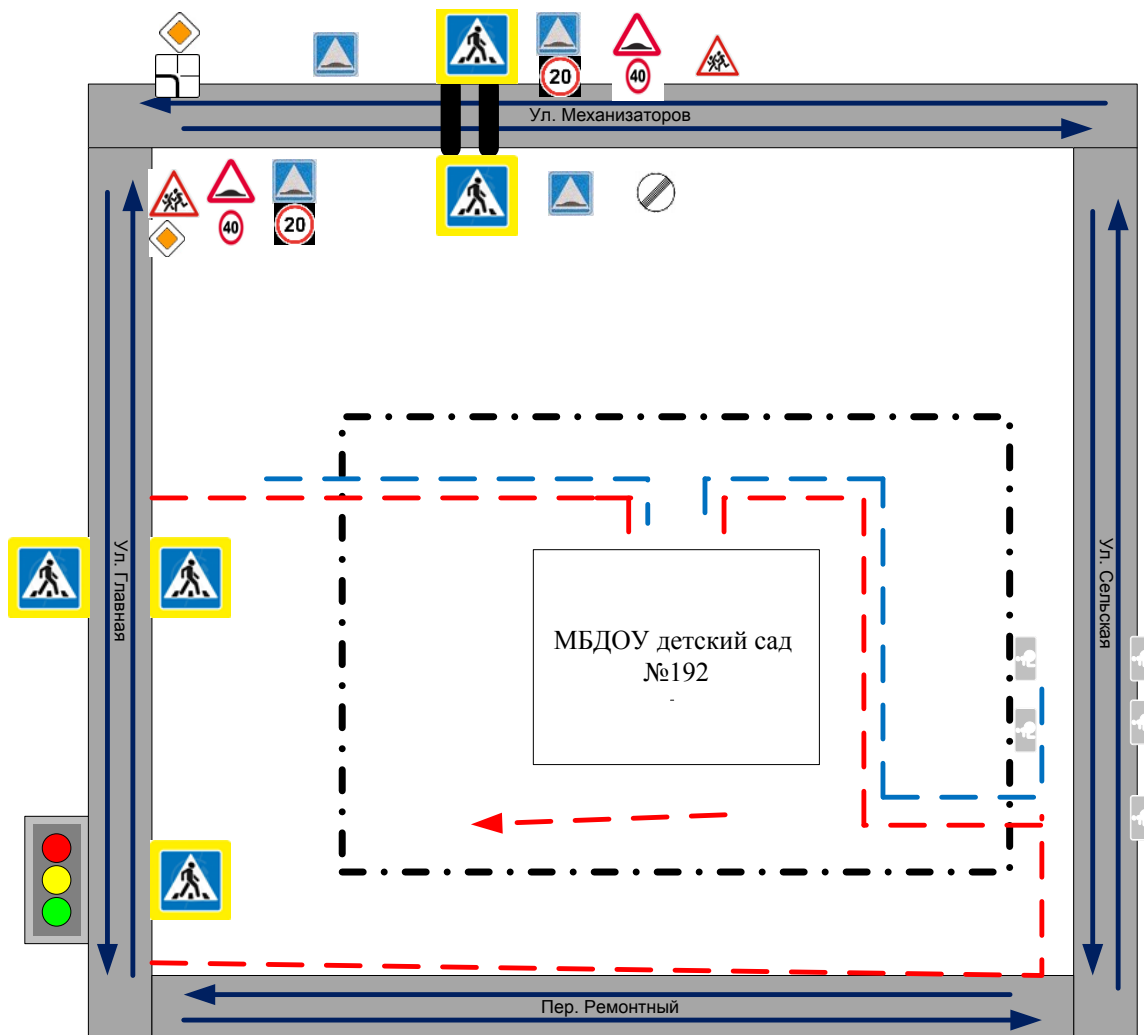 20
40
Ул. Механизаторов
40
20
Ул. Главная
МБДОУ детский сад
№192
-
Ул. Сельская
Пер. Ремонтный